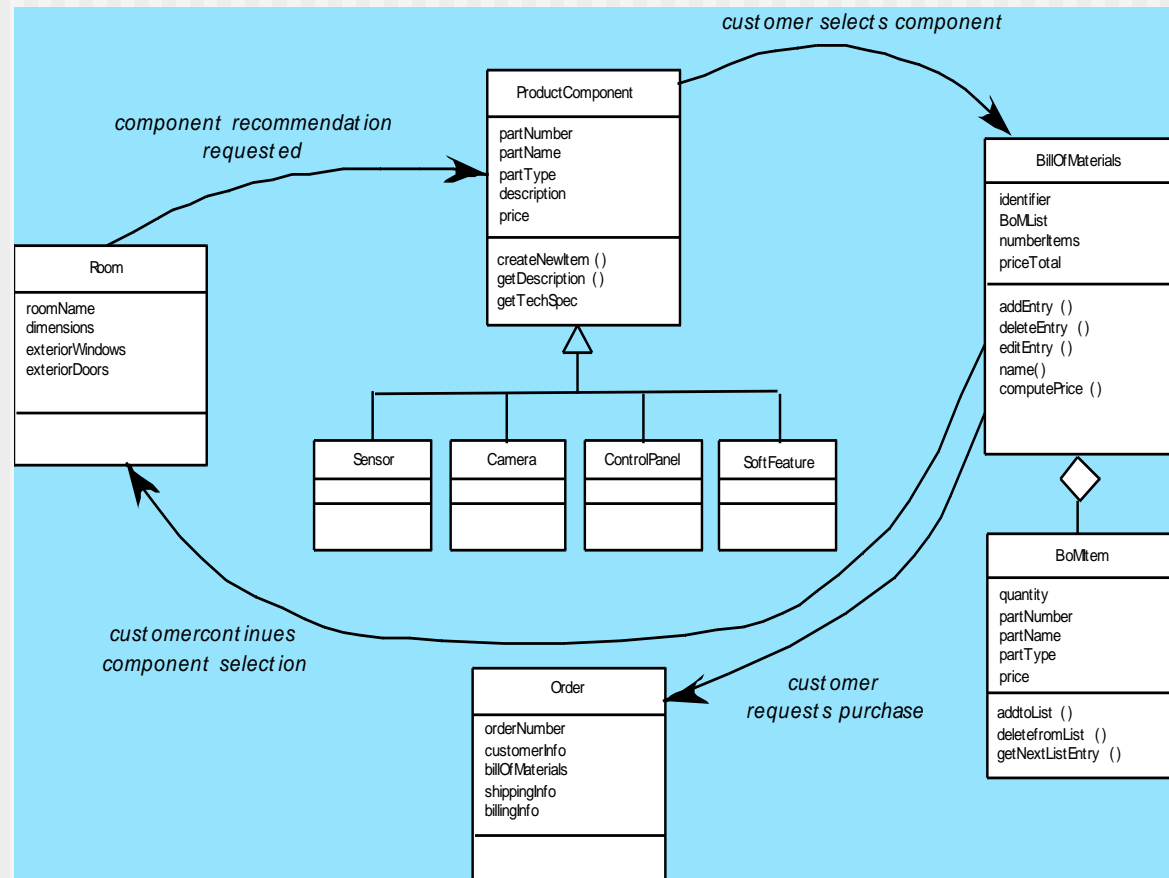 customer selects component
ProductComponent
partNumber
partName
partType
description
price
createNewItem ()
getDescription ()
getTechSpec
component recommendation
requested
BillOfMaterials
identifier
BoMList
numberItems
priceTotal
addEntry ()
deleteEntry ()
editEntry ()
name()
computePrice ()
Room
roomName
dimensions
exteriorWindows
exteriorDoors
Sensor
Camera
ControlPanel
SoftFeature
BoMItem
quantity
partNumber
partName
partType
price
addtoList ()
deletefromList ()
getNextListEntry ()
customercontinues
component selection
Order
orderNumber
customerInfo
billOfMaterials
shippingInfo
billingInfo
customer
requests purchase